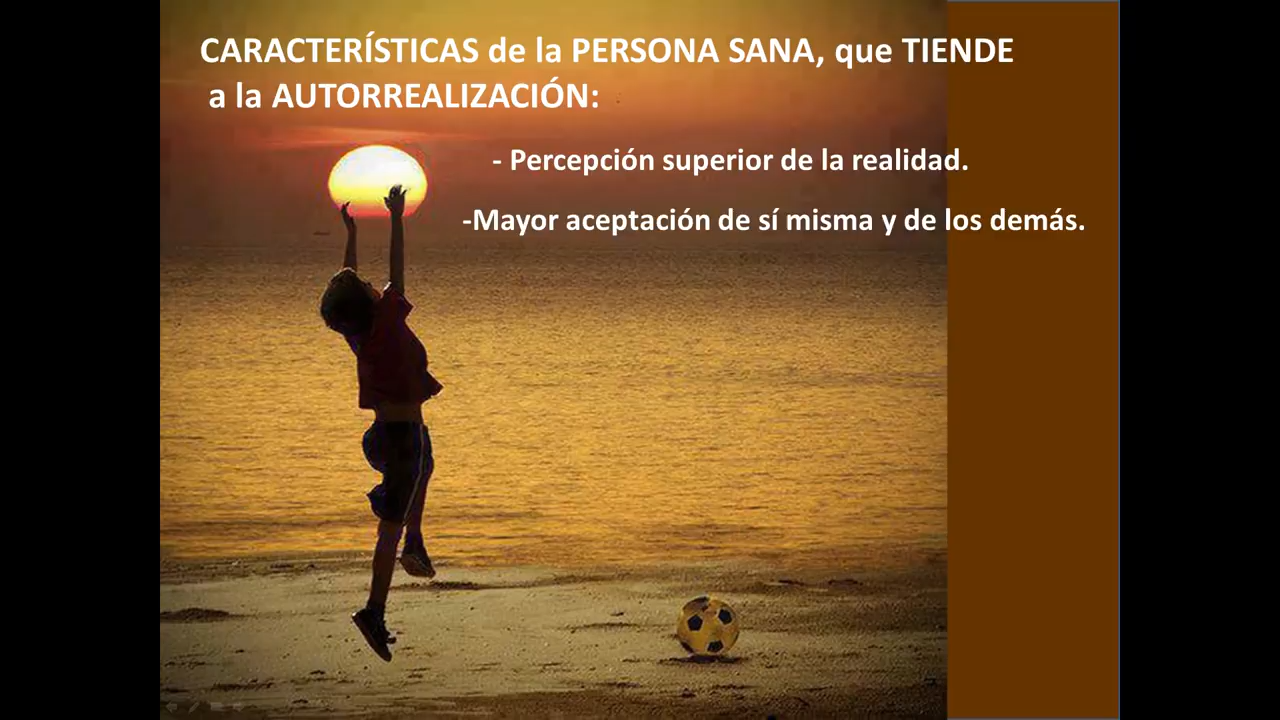 CARACTERÍSTICAS de la PERSONA SANA, que TIENDE
a la AUTORREALIZACIÓN:
- Percepción superior de la realidad.
-Mayor aceptación de sí misma y de los demás.